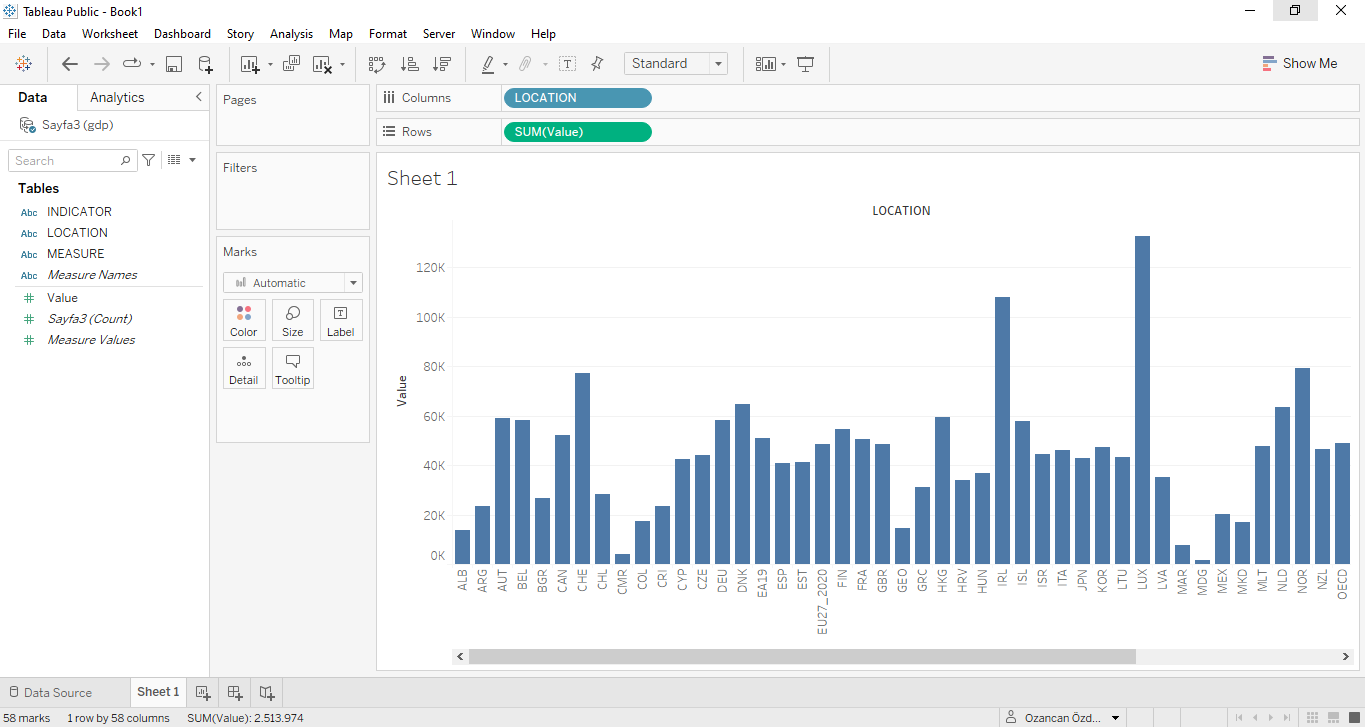 Tableau Public - Book1
File Data Worksheet Dashboard Story Analysis Map Format Server Window Help
Standard
Show Me
Data Analytics
Sayfa3 (gdp)
Search
Tables
Abc INDICATOR
Abc LOCATION
Abc MEASURE
Abc Measure Names
# Value
# Sayfa3 (Count)
# Measure Values
Pages
Filters
Marks
Automatic
Color Size Label
Detail Tooltip
Columns LOCATION
Rows SUM(Value)
Sheet 1
LOCATION
Value
120K
100K
80K
60K
40K
20K
0K
ALB ARG AUT BEL BGR CAN CHE CHL CMR COL CRI CYP CZE DEU DNK EA19 ESP EST EU27_2020 FIN FRA GBR GEO GRC HKG HRV HUN IRL ISL ISR ITA JPN KOR LTU LUX LVA MAR MDG MEX MKD MLT NLD NOR NZL OECD
Data Source Sheet 1
58 marks 1 row by 58 columns SUM(Value): 2.513.974 Ozancan Özd...